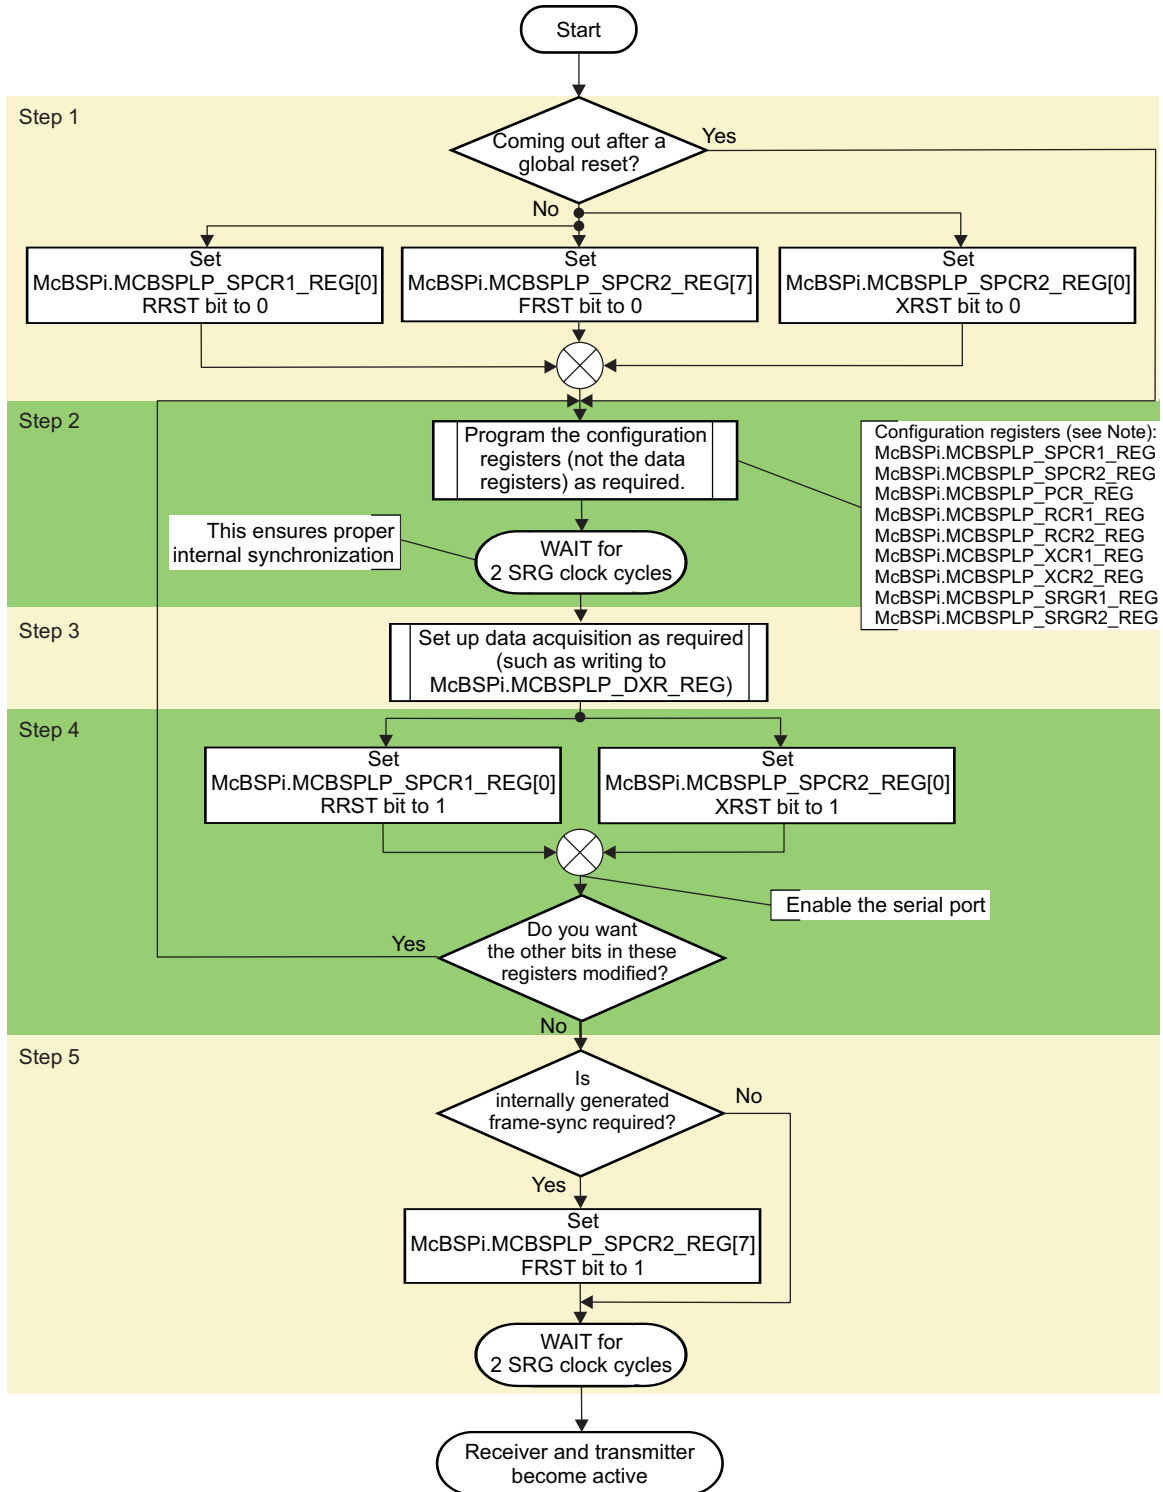 Start
Step 1
Coming out after a
global reset?
Yes
No
Set
McBSPi.MCBSPLP_SPCR1_REG[0]
RRST bit to 0
Set
McBSPi.MCBSPLP_SPCR2_REG[7]
FRST bit to 0
Set
McBSPi.MCBSPLP_SPCR2_REG[0]
XRST bit to 0
Step 2
Program the configuration
registers (not the data
registers) as required.
Configuration registers (see Note):
McBSPi.MCBSPLP_SPCR1_REG
McBSPi.MCBSPLP_SPCR2_REG
McBSPi.MCBSPLP_PCR_REG
McBSPi.MCBSPLP_RCR1_REG
McBSPi.MCBSPLP_RCR2_REG
McBSPi.MCBSPLP_XCR1_REG
McBSPi.MCBSPLP_XCR2_REG
McBSPi.MCBSPLP_SRGR1_REG
McBSPi.MCBSPLP_SRGR2_REG
This ensures proper
internal synchronization
WAIT for
2 SRG clock cycles
Step 3
Set up data acquisition as required
(such as writing to
McBSPi.MCBSPLP_DXR_REG)
Step 4
Set
McBSPi.MCBSPLP_SPCR1_REG[0]
RRST bit to 1
Set
McBSPi.MCBSPLP_SPCR2_REG[0]
XRST bit to 1
Enable the serial port
Do you want
the other bits in these
registers modified?
Yes
No
Step 5
Is
internally generated
frame-sync required?
No
Yes
Set
McBSPi.MCBSPLP_SPCR2_REG[7]
FRST bit to 1
WAIT for
2 SRG clock cycles
Receiver and transmitter
become active